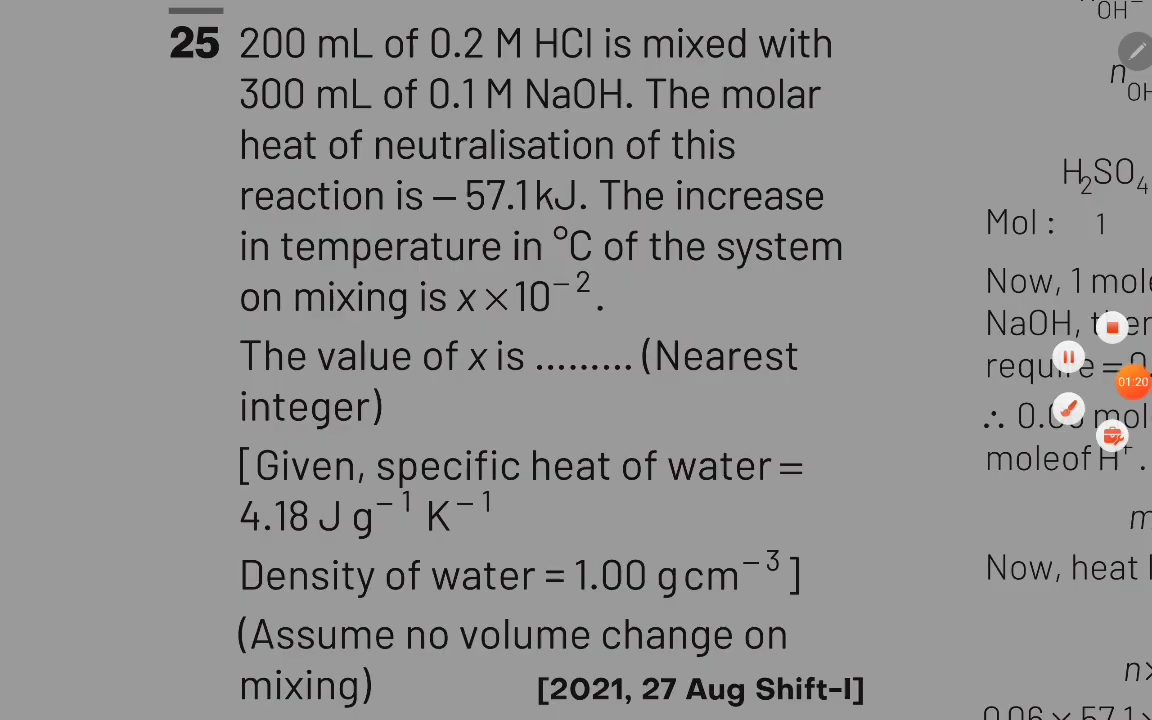 25 200 mL of 0.2 M HCl is mixed with
300 mL of 0.1 M NaOH. The molar
heat of neutralisation of this
reaction is – 57.1 kJ. The increase
in temperature in °C of the system
on mixing is x × 10⁻².
The value of x is ......... (Nearest
integer)
[Given, specific heat of water =
4.18 J g⁻¹ K⁻¹
Density of water = 1.00 g cm⁻³ ]
(Assume no volume change on
mixing) [2021, 27 Aug Shift-I]
OH⁻
n
H₂SO₄
Mol : 1
Now, 1
NaOH,
∴
mole of H⁺.
Now, heat
01:20